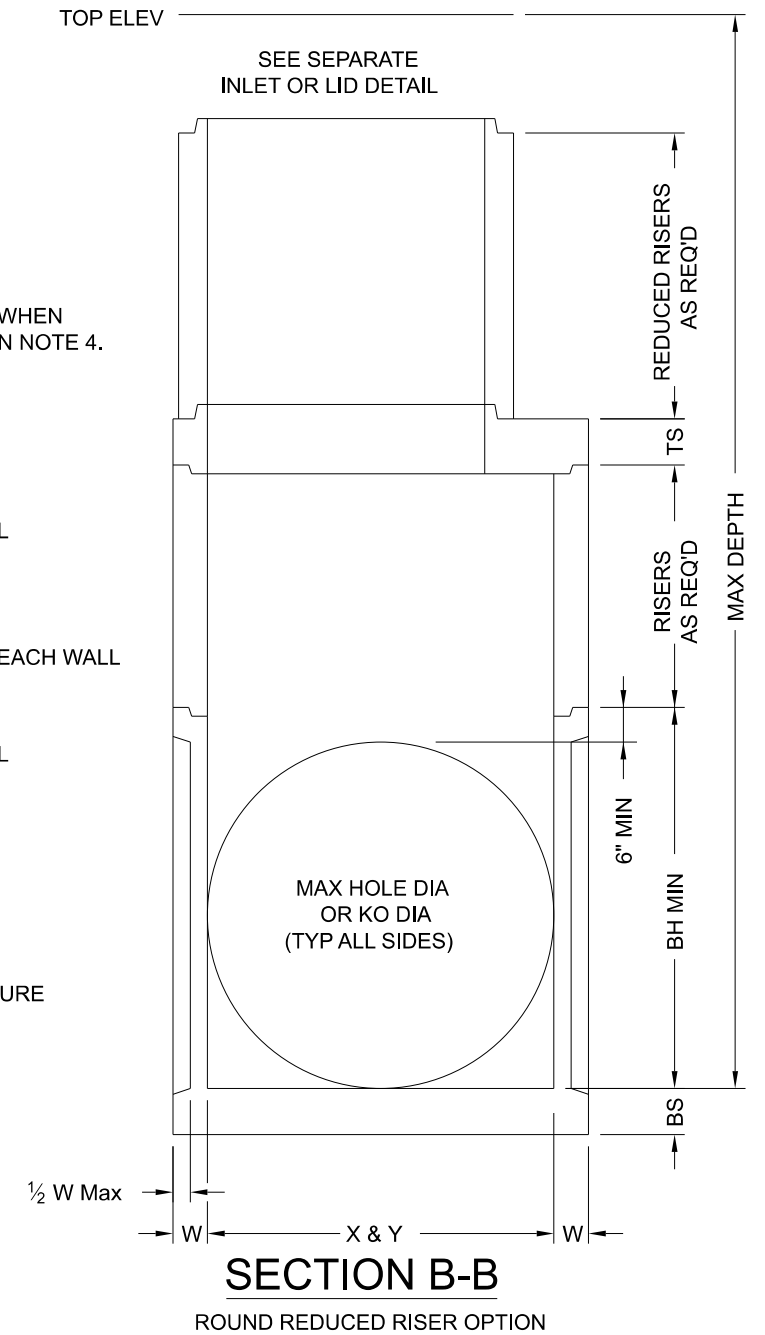 TOP ELEV
SEE SEPARATE
INLET OR LID DETAIL
REDUCED RISERS
AS REQ'D
WHEN
N NOTE 4.
TS
L
RISERS
AS REQ'D
MAX DEPTH
EACH WALL
L
6" MIN
BH MIN
MAX HOLE DIA
OR KO DIA
(TYP ALL SIDES)
URE
BS
½ W Max
W
X & Y
W
SECTION B-B
ROUND REDUCED RISER OPTION